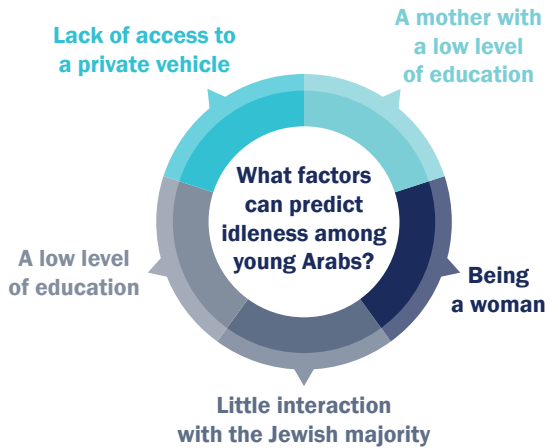 Lack of access to
a private vehicle
A mother with
a low level
of education
What factors
can predict
idleness among
young Arabs?
A low level
of education
Being
a woman
Little interaction
with the Jewish majority